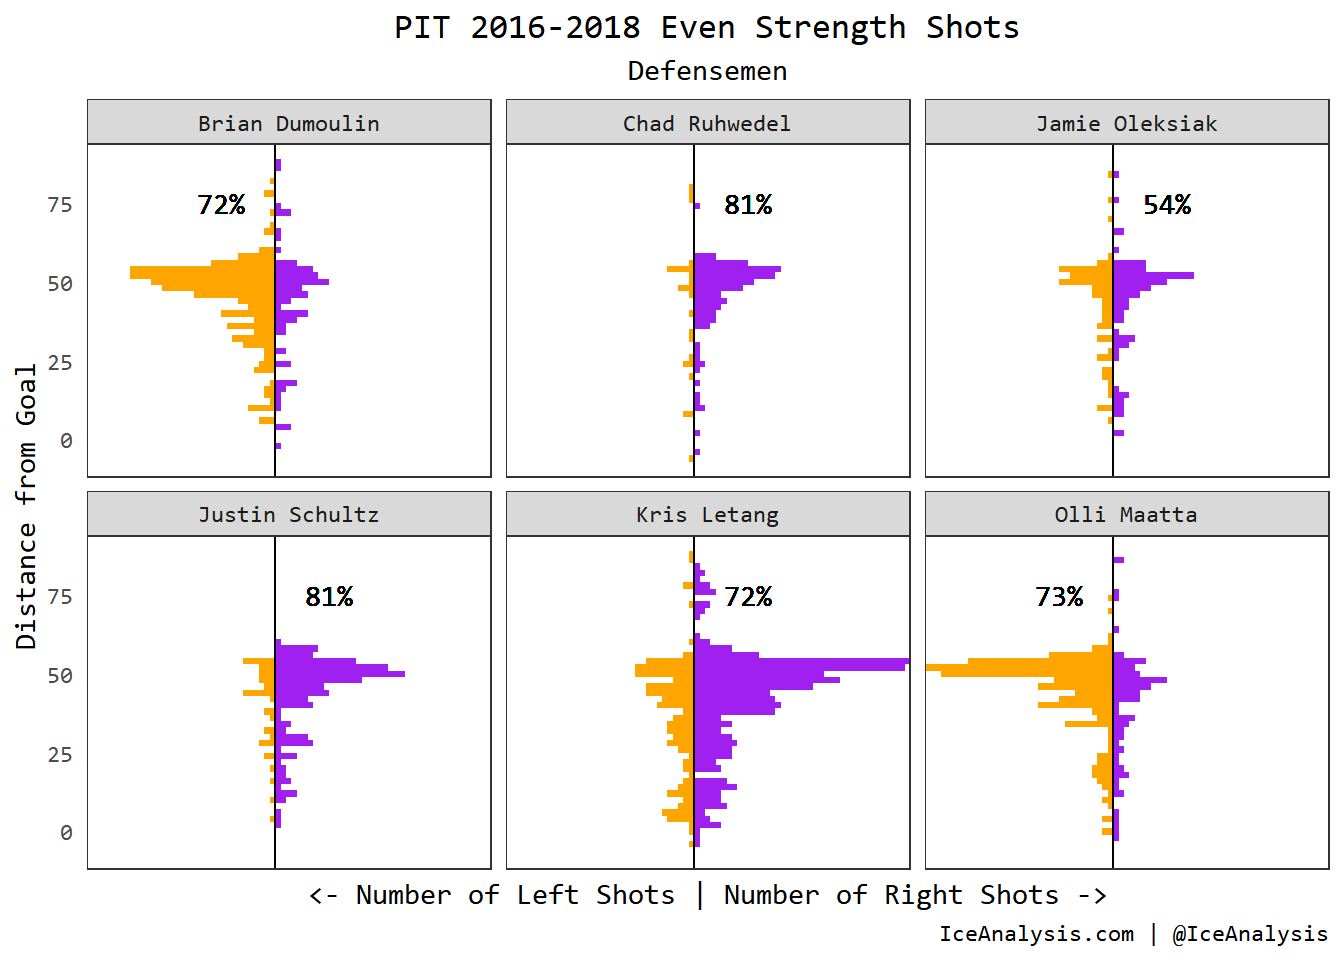 PIT 2016-2018 Even Strength Shots
Defensemen
Brian Dumoulin
Chad Ruhwedel
Jamie Oleksiak
72%
81%
54%
75
50
25
0
Justin Schultz
Kris Letang
Olli Maatta
81%
72%
73%
75
50
25
0
Distance from Goal
<- Number of Left Shots | Number of Right Shots ->
IceAnalysis.com | @IceAnalysis